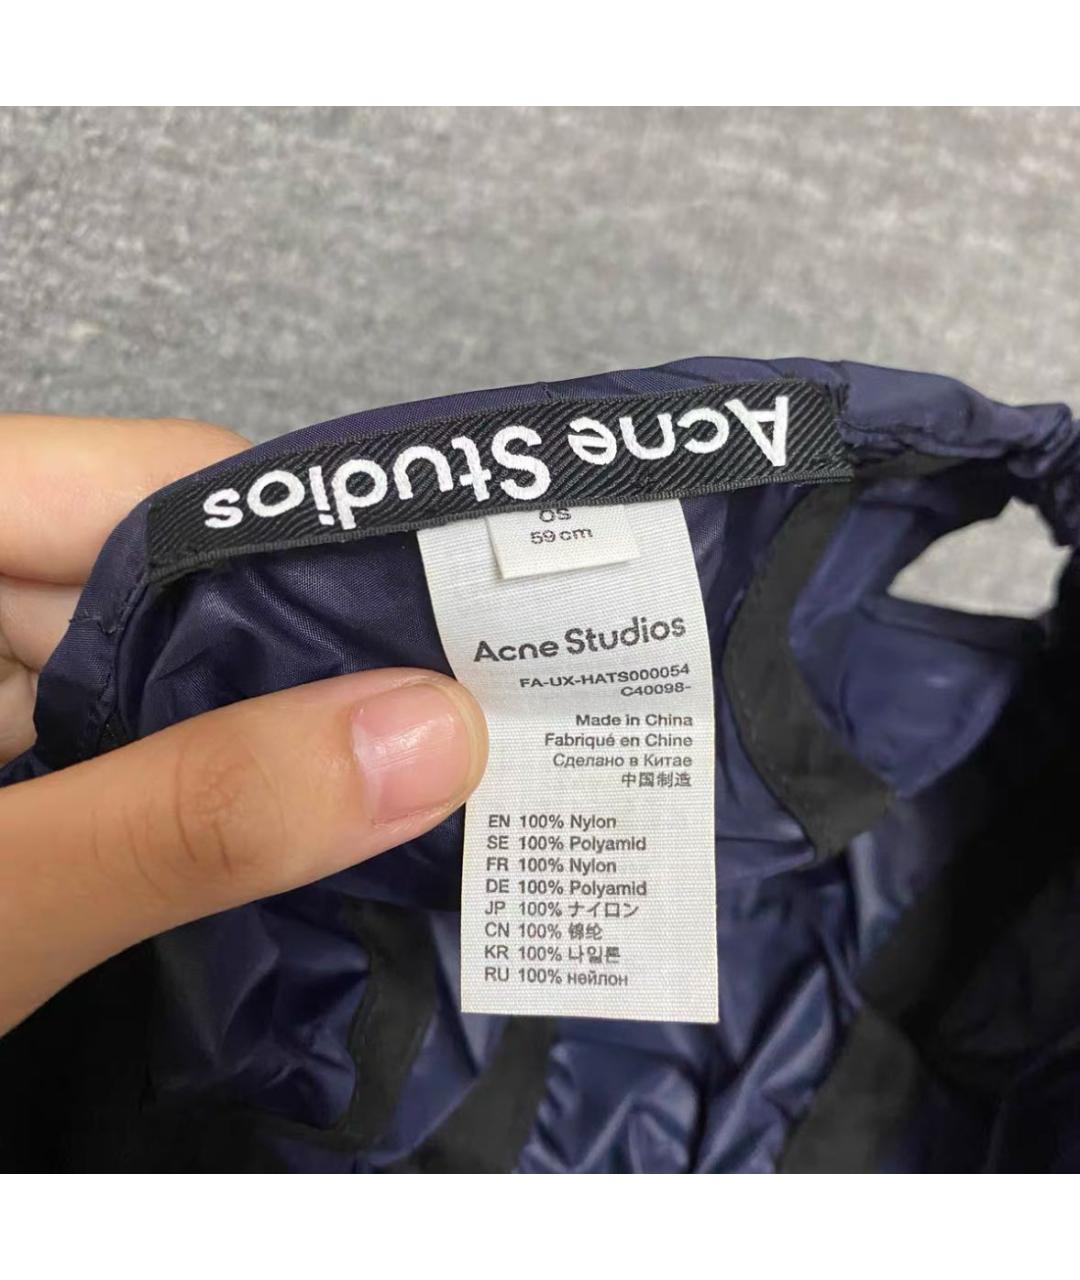 Acne Studios
OS
59 cm
Acne Studios
FA-UX-HATS000054
C40098-
Made in China
Fabriqué en Chine
Сделано в Китае
中国制造
EN 100% Nylon
SE 100% Polyamid
FR 100% Nylon
DE 100% Polyamid
JP 100% ナイロン
CN 100% 锦纶
KR 100% 나일론
RU 100% нейлон